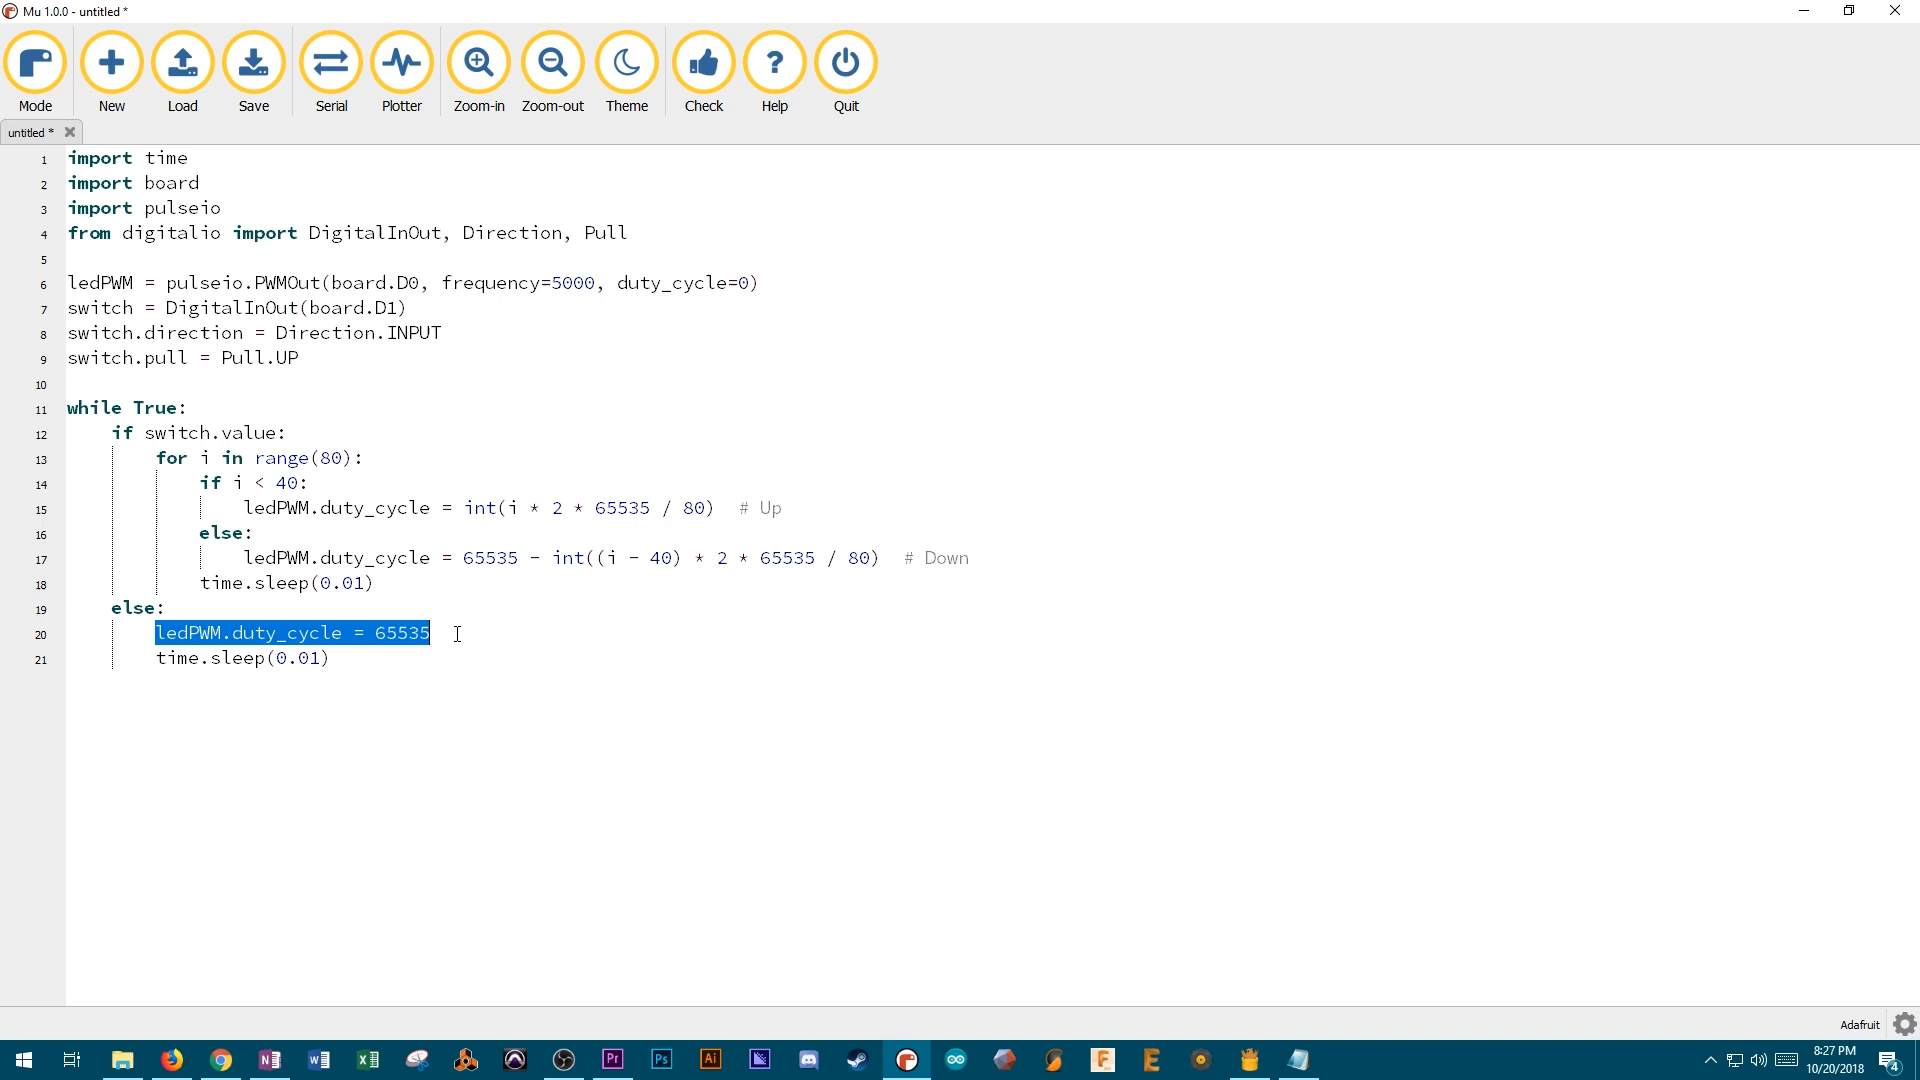 Mu 1.0.0 - untitled *
Mode New Load Save Serial Plotter Zoom-in Zoom-out Theme Check Help Quit
untitled *
1 import time
2 import board
3 import pulseio
4 from digitalio import DigitalInOut, Direction, Pull
5
6 ledPWM = pulseio.PWMOut(board.D0, frequency=5000, duty_cycle=0)
7 switch = DigitalInOut(board.D1)
8 switch.direction = Direction.INPUT
9 switch.pull = Pull.UP
10
11 while True:
12 if switch.value:
13 for i in range(80):
14 if i < 40:
15 ledPWM.duty_cycle = int(i * 2 * 65535 / 80)  # Up
16 else:
17 ledPWM.duty_cycle = 65535 - int((i - 40) * 2 * 65535 / 80)  # Down
18 time.sleep(0.01)
19 else:
20 ledPWM.duty_cycle = 65535
21 time.sleep(0.01)
Adafruit
8:27 PM
10/20/2018
4